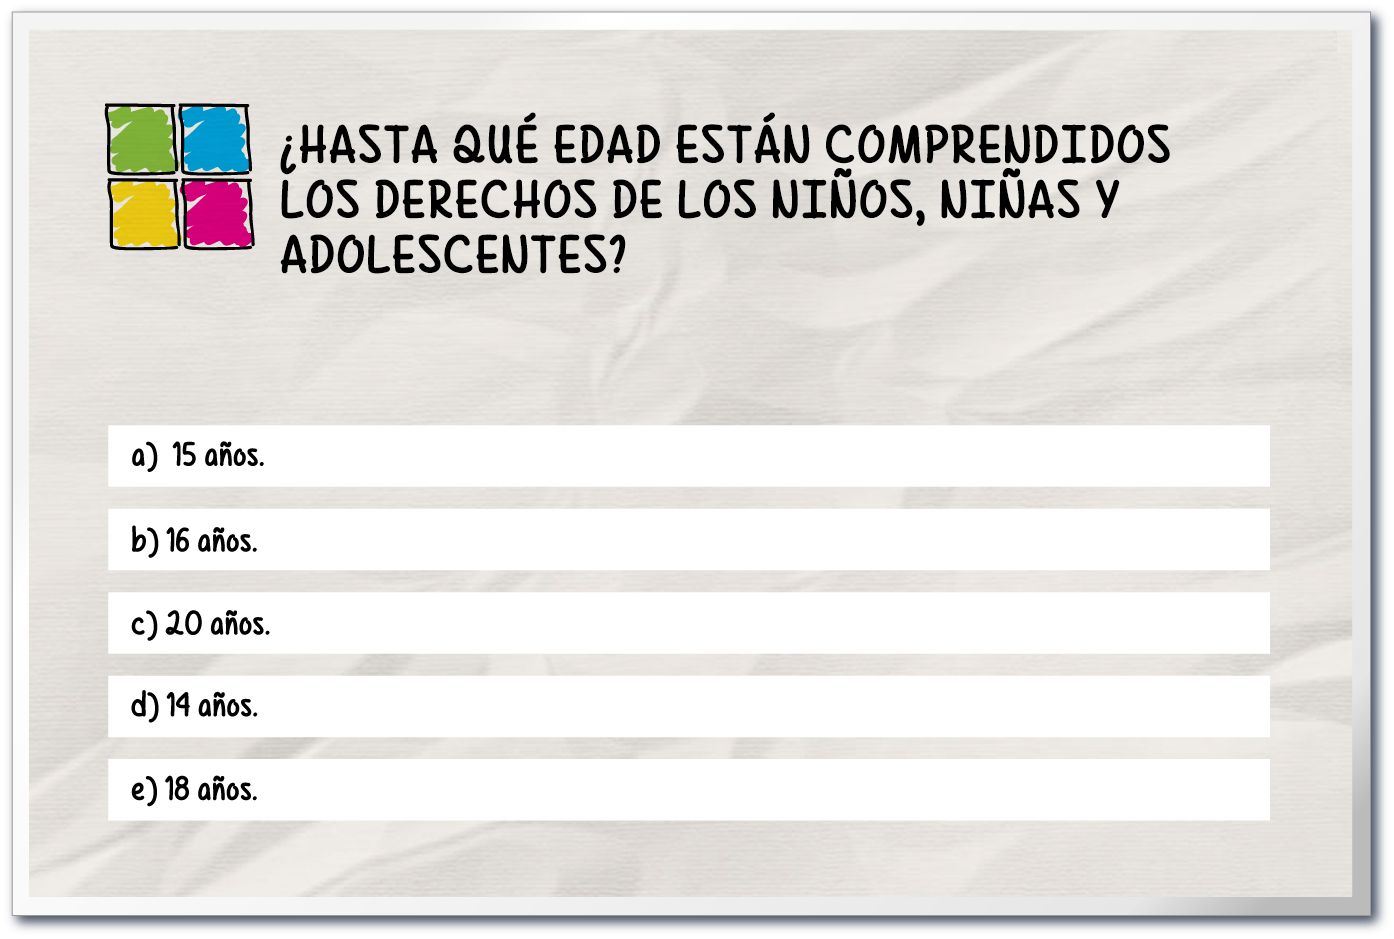 ¿HASTA QUÉ EDAD ESTÁN COMPRENDIDOS
LOS DERECHOS DE LOS NIÑOS, NIÑAS Y
ADOLESCENTES?
a) 15 años.
b) 16 años.
c) 20 años.
d) 14 años.
e) 18 años.